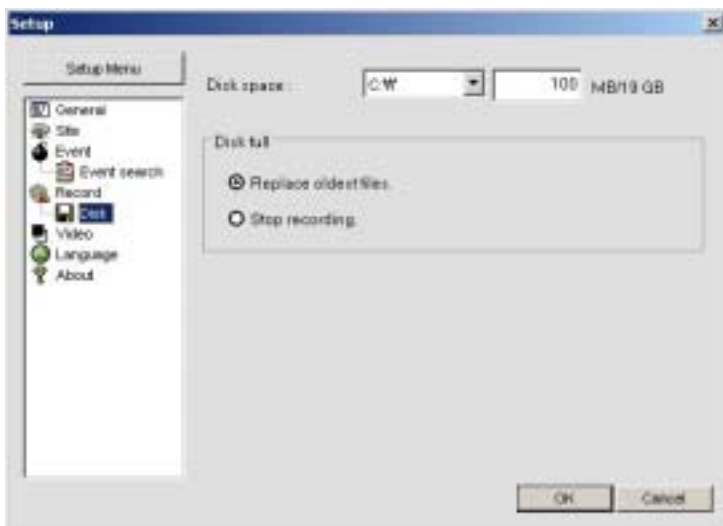 Setup
Setup Menu
General
Site
Event
Event search
Record
Disk
Video
Language
About
Disk space :
C:₩
100 MB/19 GB
Disk full
Replace oldest files.
Stop recording.
OK
Cancel